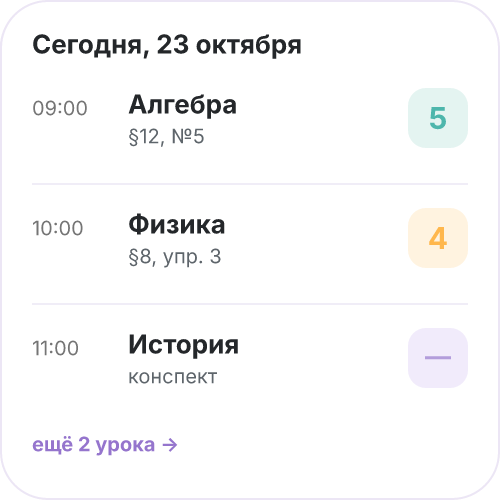 Сегодня, 23 октября
09:00 Алгебра 5
§12, №5
10:00 Физика 4
§8, упр. 3
11:00 История —
конспект
ещё 2 урока →